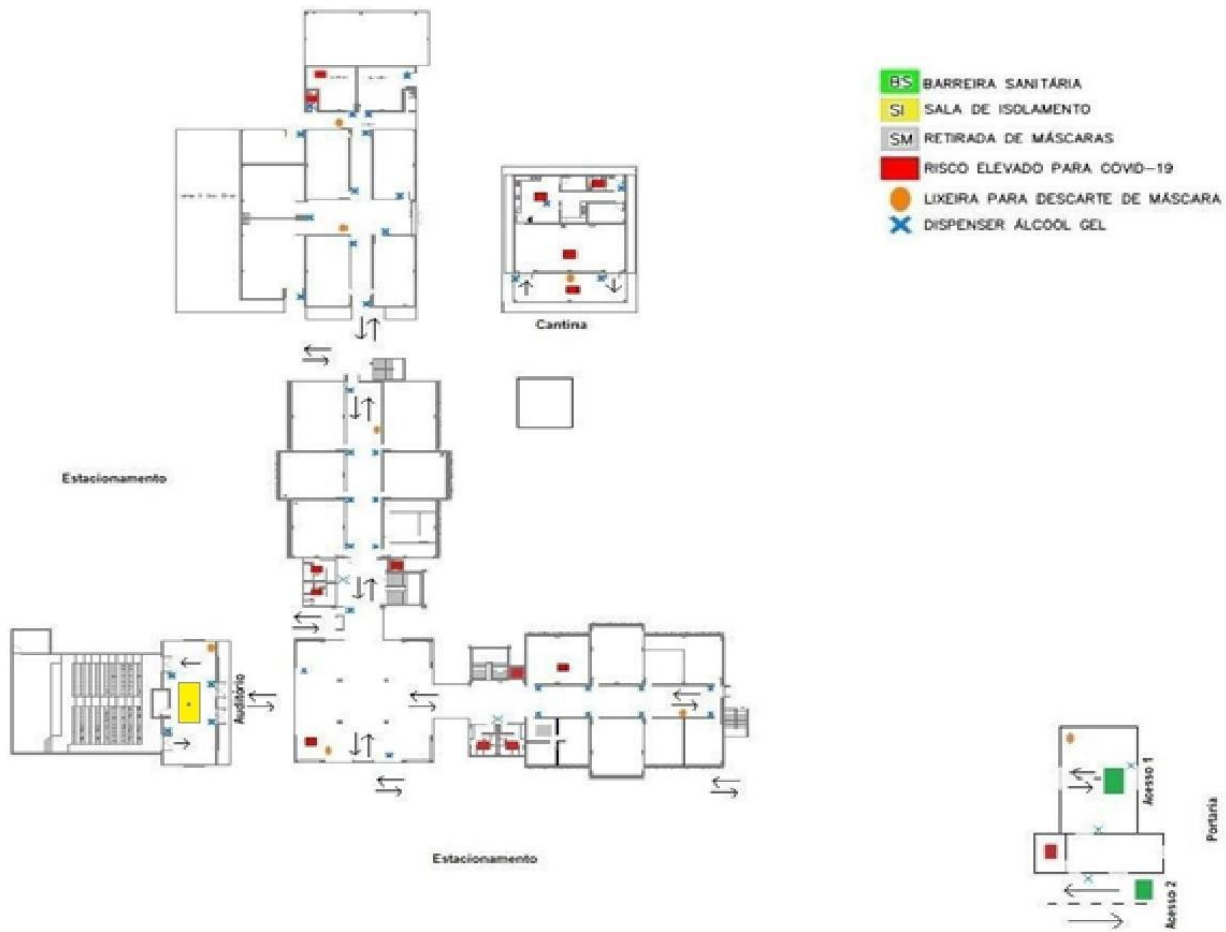 BS BARREIRA SANITÁRIA
SI SALA DE ISOLAMENTO
SM RETIRADA DE MÁSCARAS
RISCO ELEVADO PARA COVID-19
LIXEIRA PARA DESCARTE DE MÁSCARA
DISPENSER ÁLCOOL GEL
Cantina
Estacionamento
Auditório
Estacionamento
Acesso 1
Portaria
Acesso 2